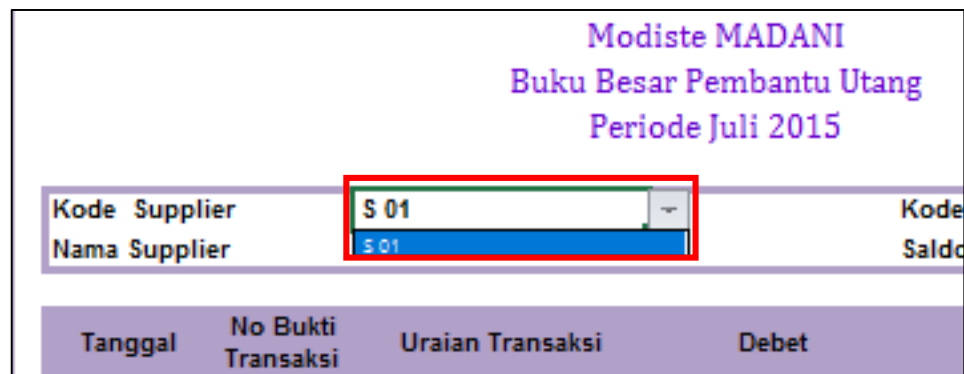 Modiste MADANI
Buku Besar Pembantu Utang
Periode Juli 2015
Kode Supplier S 01 Kode
Nama Supplier S 01 Saldo
Tanggal No Bukti Transaksi Uraian Transaksi Debet